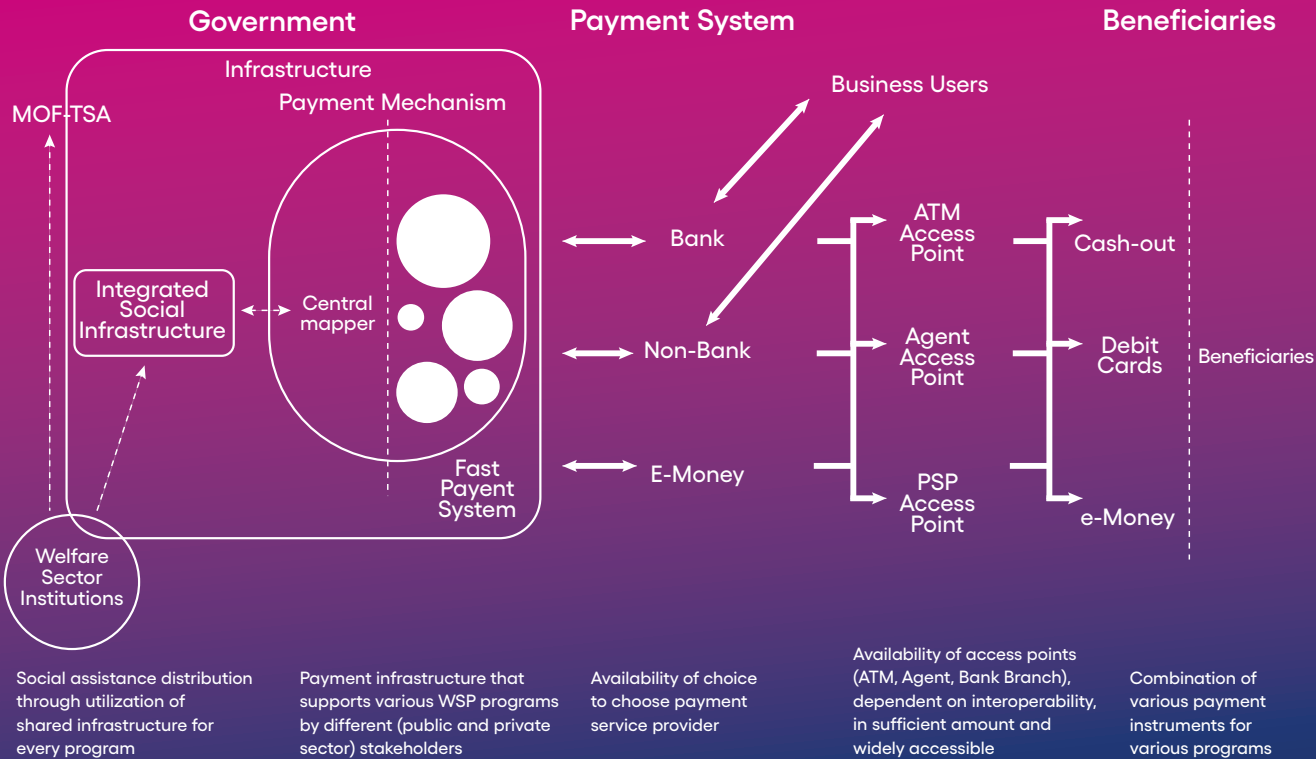 Government
Payment System
Beneficiaries
Infrastructure
Payment Mechanism
MOF-TSA
Business Users
Integrated
Social
Infrastructure
Central
mapper
Fast
Payent
System
Welfare
Sector
Institutions
Bank
Non-Bank
E-Money
ATM
Access
Point
Agent
Access
Point
PSP
Access
Point
Cash-out
Debit
Cards
e-Money
Beneficiaries
Social assistance distribution
through utilization of
shared infrastructure for
every program
Payment infrastructure that
supports various WSP programs
by different (public and private
sector) stakeholders
Availability of choice
to choose payment
service provider
Availability of access points
(ATM, Agent, Bank Branch),
dependent on interoperability,
in sufficient amount and
widely accessible
Combination of
various payment
instruments for
various programs